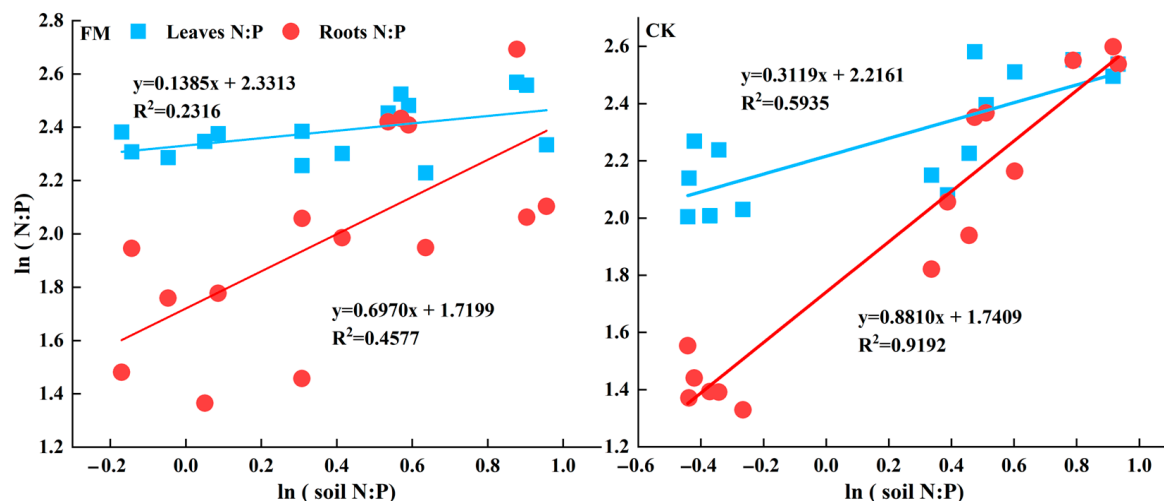 FM Leaves N:P Roots N:P
y=0.1385x + 2.3313
R²=0.2316
y=0.6970x + 1.7199
R²=0.4577
2.8
2.6
2.4
2.2
2.0
1.8
1.6
1.4
1.2
ln ( N:P)
−0.2 0.0 0.2 0.4 0.6 0.8 1.0
ln ( soil N:P)
CK
y=0.3119x + 2.2161
R²=0.5935
y=0.8810x + 1.7409
R²=0.9192
2.6
2.4
2.2
2.0
1.8
1.6
1.4
1.2
−0.6 −0.4 −0.2 0.0 0.2 0.4 0.6 0.8 1.0
ln ( soil N:P)